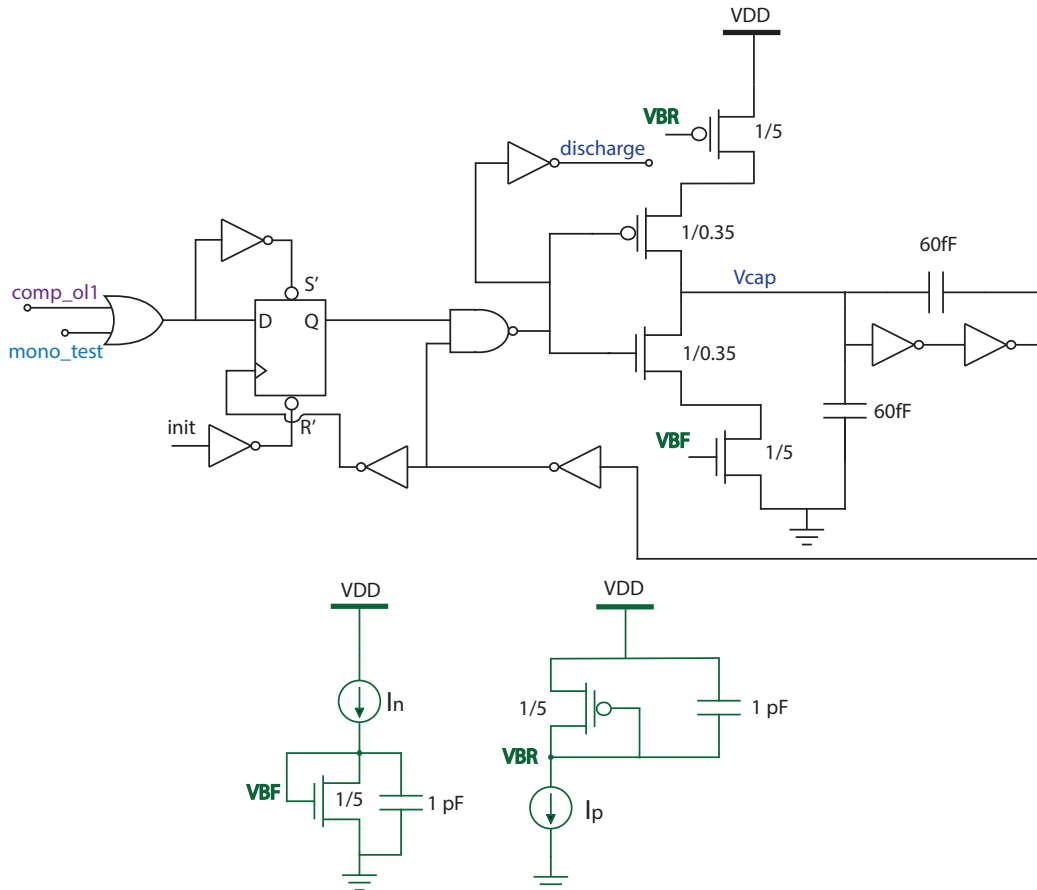 VDD
VBR
1/5
discharge
1/0.35
60fF
Vcap
S'
comp_ol1
D
Q
mono_test
1/0.35
60fF
init
R'
VBF
1/5
VDD
VDD
In
1/5
1 pF
VBR
VBF
1/5
1 pF
Ip